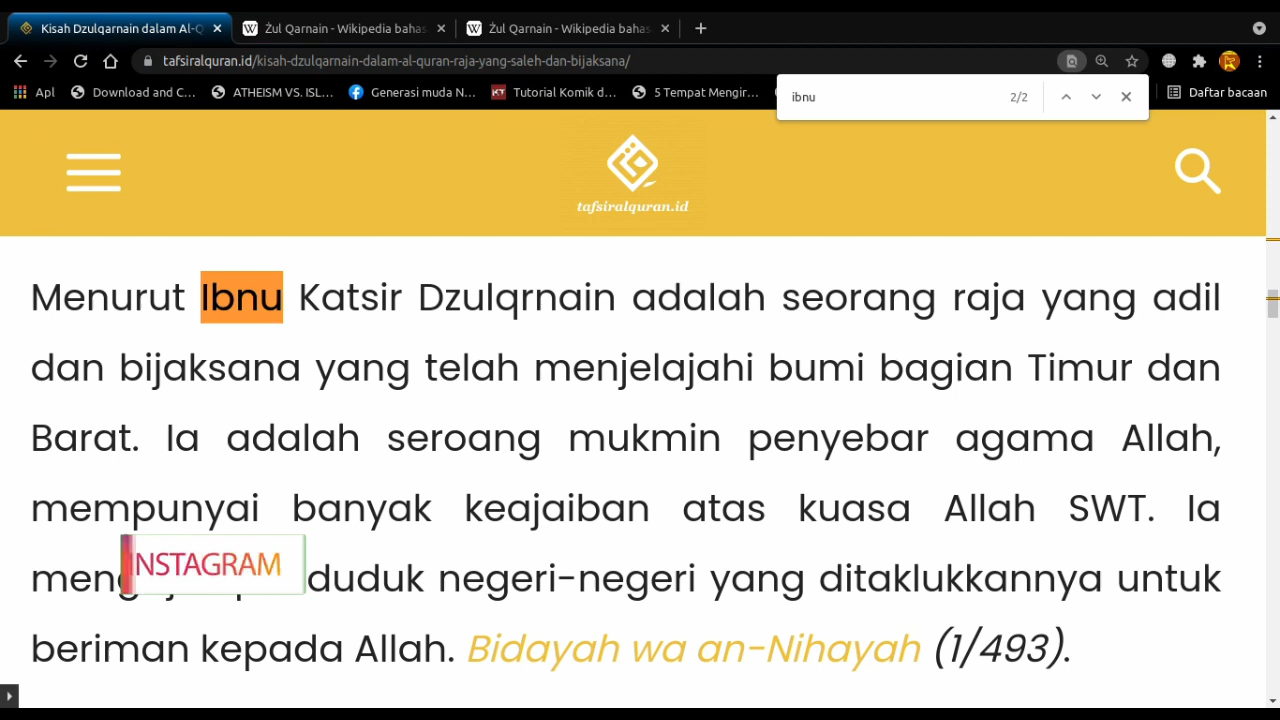 Kisah Dzulqarnain dalam Al-Q
Żul Qarnain - Wikipedia bahas
Żul Qarnain - Wikipedia bahas
tafsiralquran.id/kisah-dzulqarnain-dalam-al-quran-raja-yang-saleh-dan-bijaksana/
Apl Download and C... ATHEISM VS. ISL... Generasi muda N... KT Tutorial Komik d... 5 Tempat Mengir... Daftar bacaan
ibnu 2/2
tafsiralquran.id
Menurut Ibnu Katsir Dzulqrnain adalah seorang raja yang adil
dan bijaksana yang telah menjelajahi bumi bagian Timur dan
Barat. Ia adalah seroang mukmin penyebar agama Allah,
mempunyai banyak keajaiban atas kuasa Allah SWT. Ia
INSTAGRAM
duduk negeri-negeri yang ditaklukkannya untuk
beriman kepada Allah. Bidayah wa an-Nihayah (1/493).